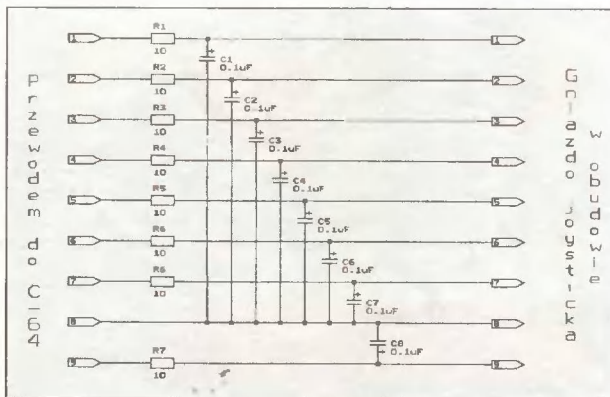 Przewodem do C-64
1
R1
10
C1
0.1uF
1
2
R2
10
C2
0.1uF
2
3
R3
10
C3
0.1uF
3
4
R4
10
C4
0.1uF
4
5
R5
10
C5
0.1uF
5
6
R6
10
C6
0.1uF
6
7
R6
10
C7
0.1uF
7
8
8
C8
0.1uF
9
R7
10
9
Gniazdo Joysticka
w obudowie